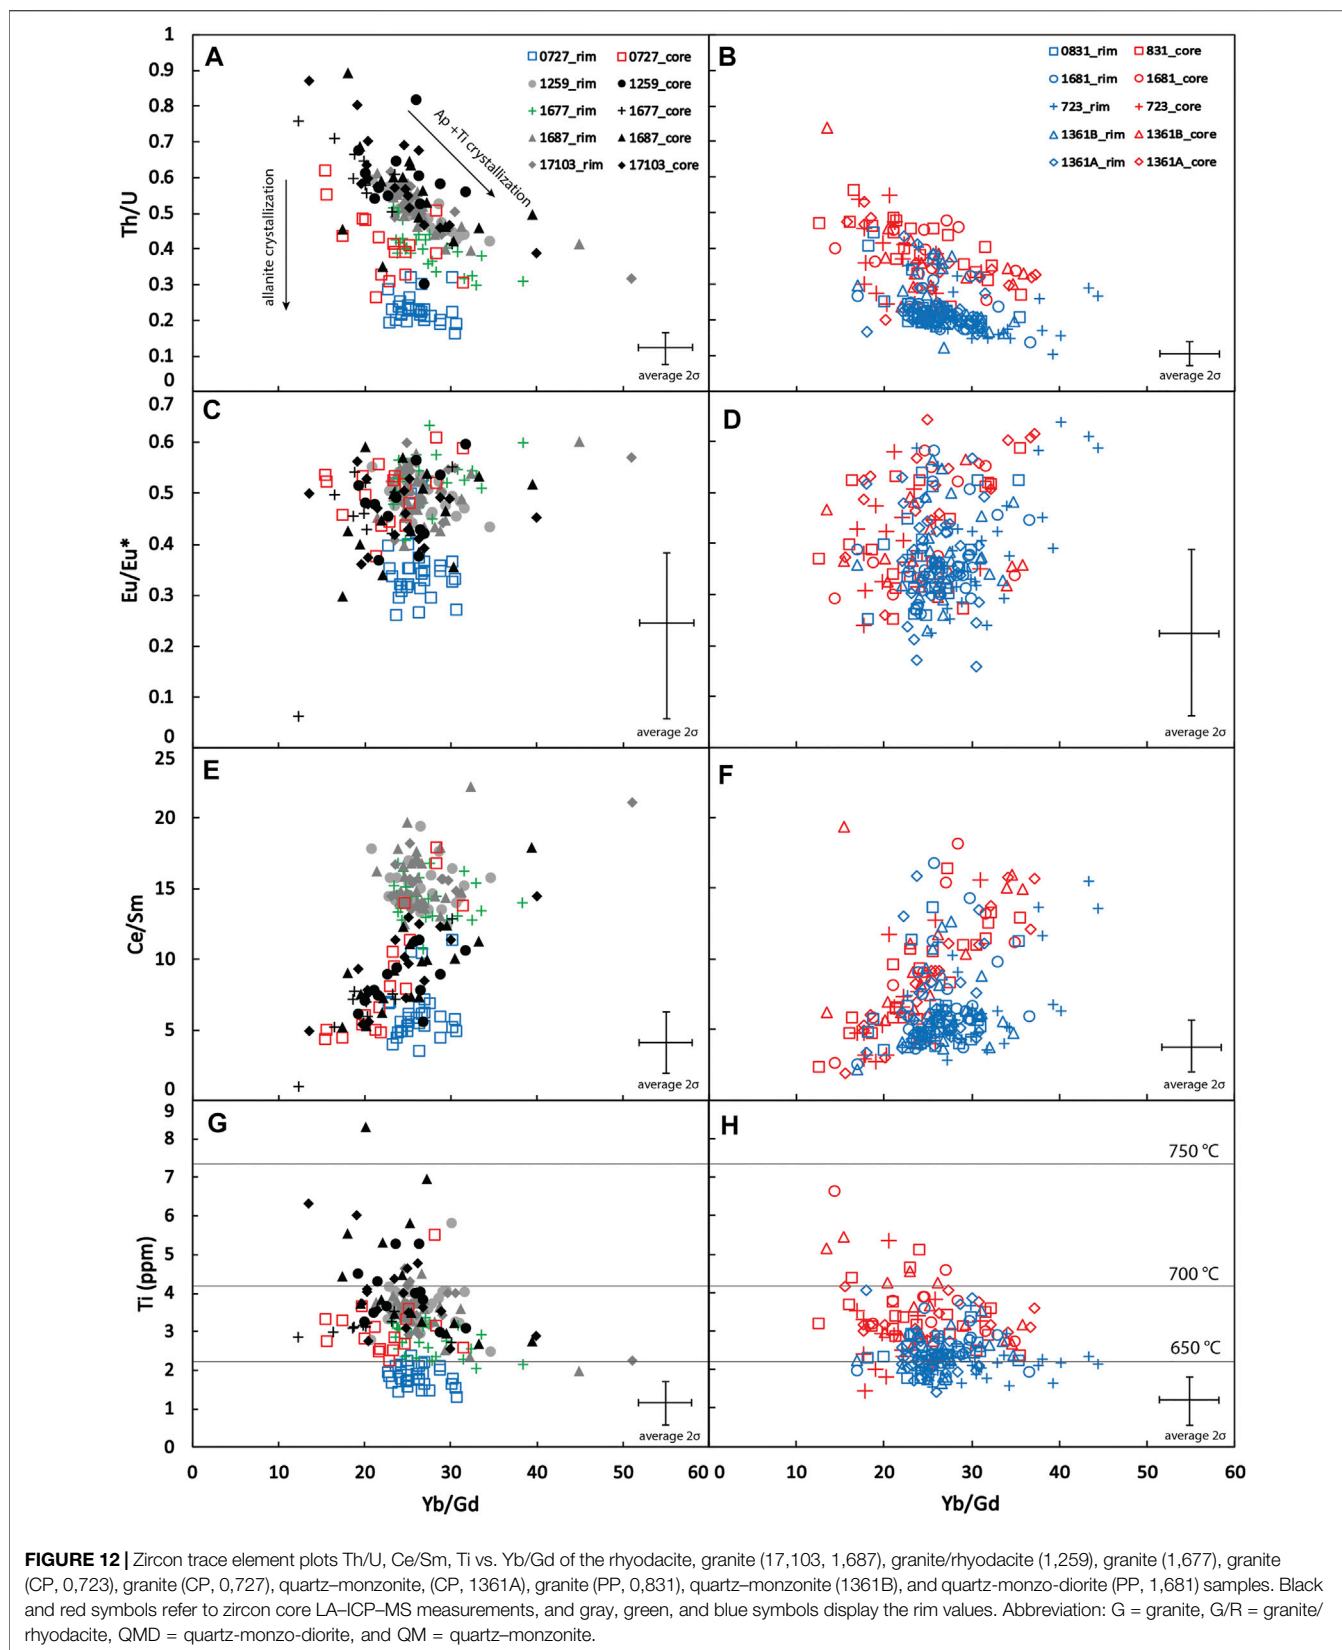 A
1
0.9
0.8
0.7
0.6
0.5
0.4
0.3
0.2
0.1
0
Th/U
0727_rim 0727_core
1259_rim 1259_core
1677_rim 1677_core
1687_rim 1687_core
17103_rim 17103_core
Ap +Ti crystallization
allanite crystallization
average 2σ
B
0831_rim 831_core
1681_rim 1681_core
723_rim 723_core
1361B_rim 1361B_core
1361A_rim 1361A_core
average 2σ
C
0.7
0.6
0.5
0.4
0.3
0.2
0.1
0
Eu/Eu*
average 2σ
D
average 2σ
E
25
20
15
10
5
0
Ce/Sm
average 2σ
F
average 2σ
G
9
8
7
6
5
4
3
2
1
0
Ti (ppm)
average 2σ
0 10 20 30 40 50 60
Yb/Gd
H
750 °C
700 °C
650 °C
average 2σ
0 10 20 30 40 50 60
Yb/Gd
FIGURE 12 | Zircon trace element plots Th/U, Ce/Sm, Ti vs. Yb/Gd of the rhyodacite, granite (17,103, 1,687), granite/rhyodacite (1,259), granite (1,677), granite
(CP, 0,723), granite (CP, 0,727), quartz–monzonite, (CP, 1361A), granite (PP, 0,831), quartz–monzonite (1361B), and quartz-monzo-diorite (PP, 1,681) samples. Black
and red symbols refer to zircon core LA–ICP–MS measurements, and gray, green, and blue symbols display the rim values. Abbreviation: G = granite, G/R = granite/
rhyodacite, QMD = quartz-monzo-diorite, and QM = quartz–monzonite.